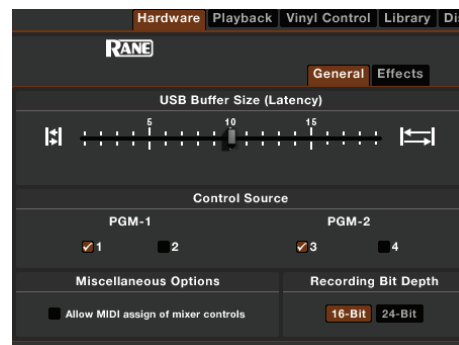 Hardware Playback Vinyl Control Library
RANE
General Effects
USB Buffer Size (Latency)
5 10 15
Control Source
PGM-1 PGM-2
1 2 3 4
Miscellaneous Options Recording Bit Depth
Allow MIDI assign of mixer controls 16-Bit 24-Bit